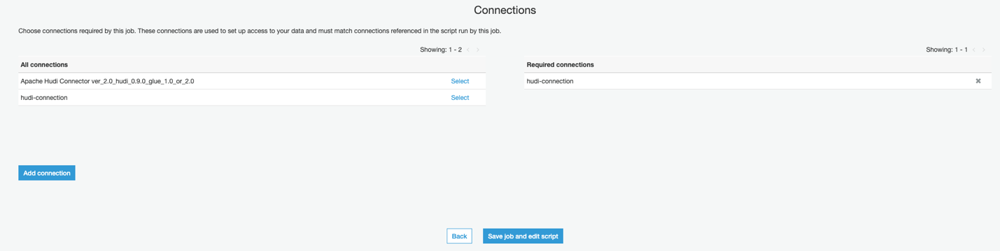 Connections
Choose connections required by this job. These connections are used to set up access to your data and must match connections referenced in the script run by this job.
Showing: 1 - 2
All connections
Apache Hudi Connector ver_2.0_hudi_0.9.0_glue_1.0_or_2.0 Select
hudi-connection Select
Showing: 1 - 1
Required connections
hudi-connection
Add connection
Back Save job and edit script